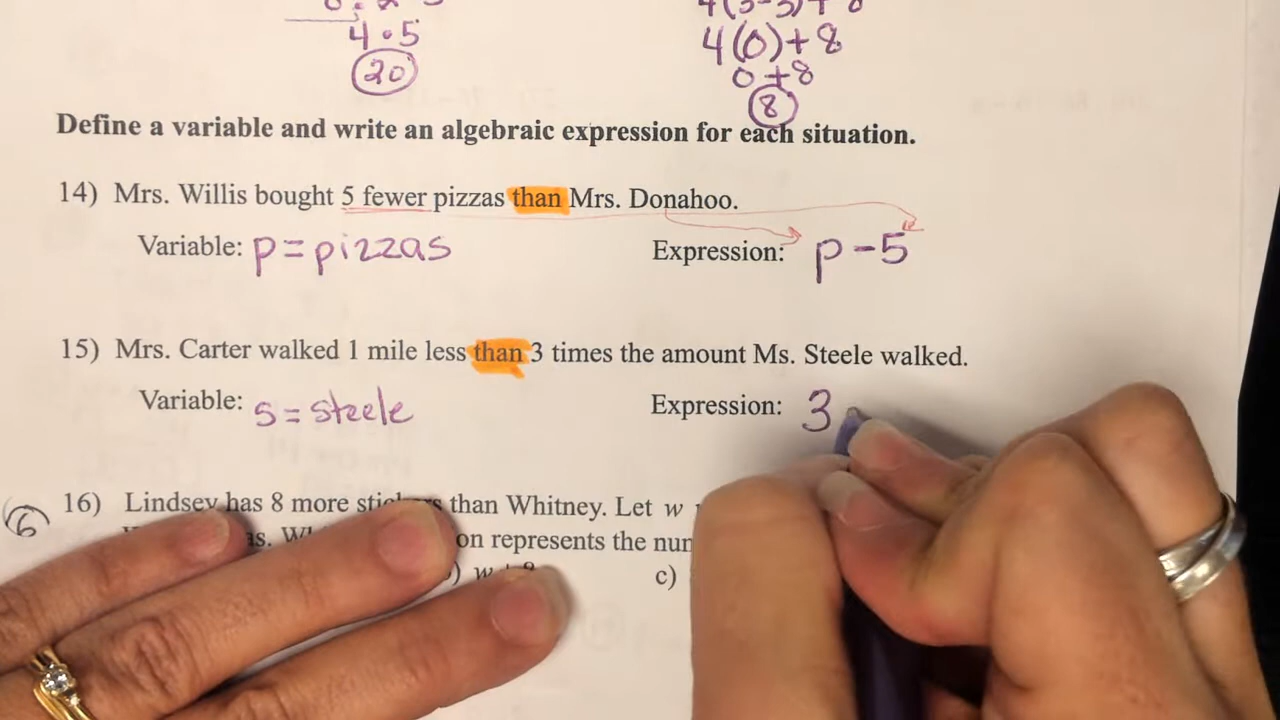 4 • 5
20
4(0)+8
0+8
8
Define a variable and write an algebraic expression for each situation.
14) Mrs. Willis bought 5 fewer pizzas than Mrs. Donahoo.
Variable: p=pizzas Expression: p-5
15) Mrs. Carter walked 1 mile less than 3 times the amount Ms. Steele walked.
Variable: s=steele Expression: 3
6 16) Lindsey has 8 more than Whitney. Let w
represents the
c)